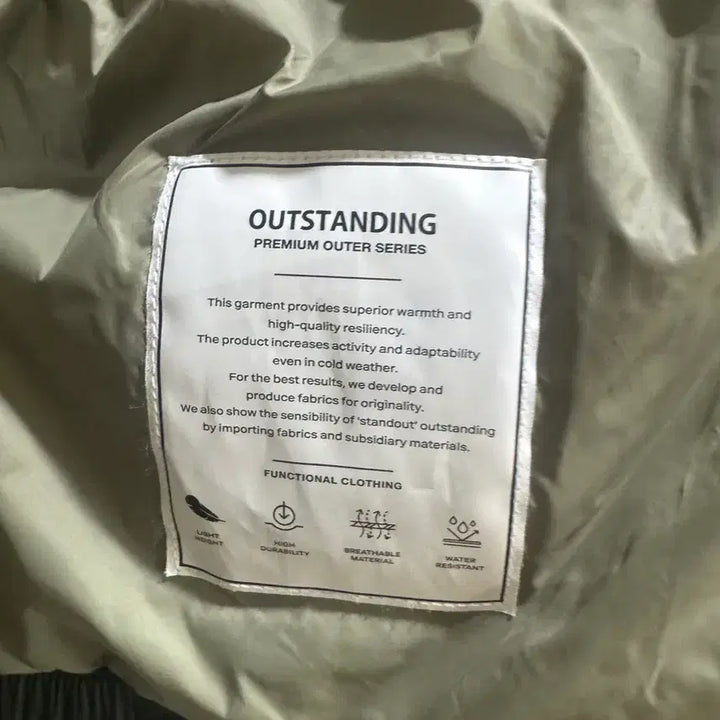 OUTSTANDING
PREMIUM OUTER SERIES
This garment provides superior warmth and
high-quality resiliency.
The product increases activity and adaptability
even in cold weather.
For the best results, we develop and
produce fabrics for originality.
We also show the sensibility of 'standout' outstanding
by importing fabrics and subsidiary materials.
FUNCTIONAL CLOTHING
LIGHT
HIGH
DURABILITY
BREATHABLE
MATERIAL
WATER
RESISTANT